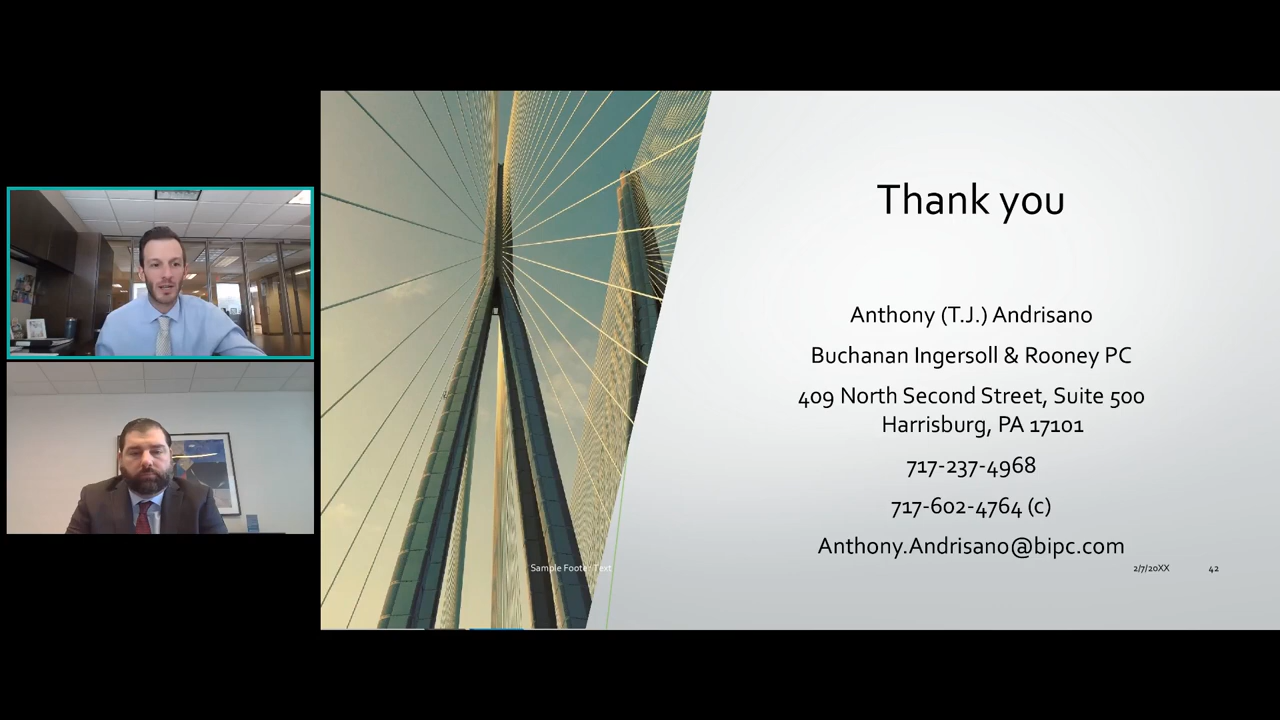 Thank you
Anthony (T.J.) Andrisano
Buchanan Ingersoll & Rooney PC
409 North Second Street, Suite 500
Harrisburg, PA 17101
717-237-4968
717-602-4764 (c)
Anthony.Andrisano@bipc.com
Sample Footer Text
2/7/20XX
42